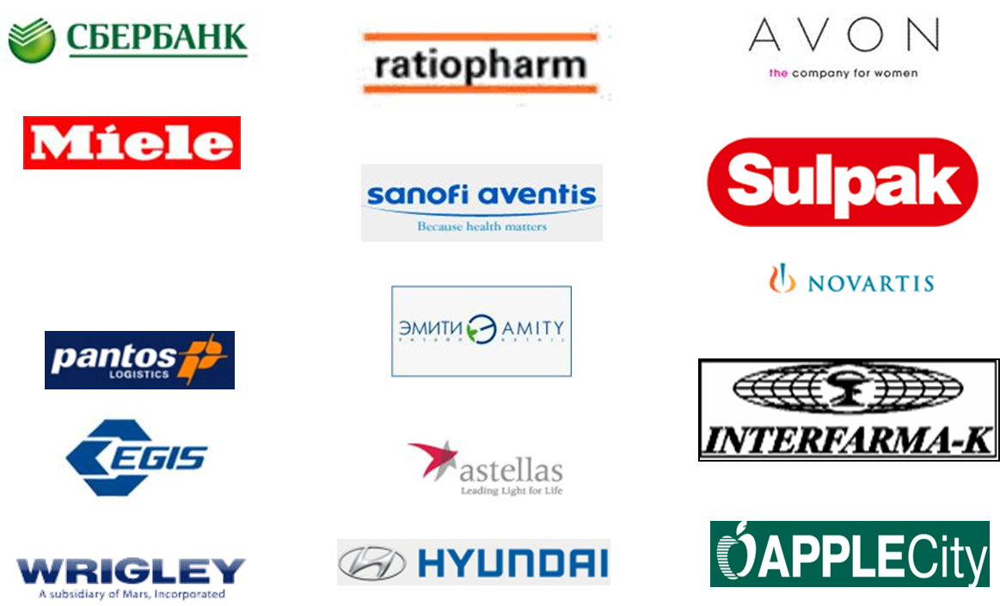 СБЕРБАНК
ratiopharm
AVON
the company for women
Miele
Sulpak
sanofi aventis
Because health matters
NOVARTIS
ЭМИТИ AMITY
pantos
LOGISTICS
INTERFARMA-K
EGIS
astellas
Leading Light for Life
WRIGLEY
A subsidiary of Mars, Incorporated
HYUNDAI
APPLECity